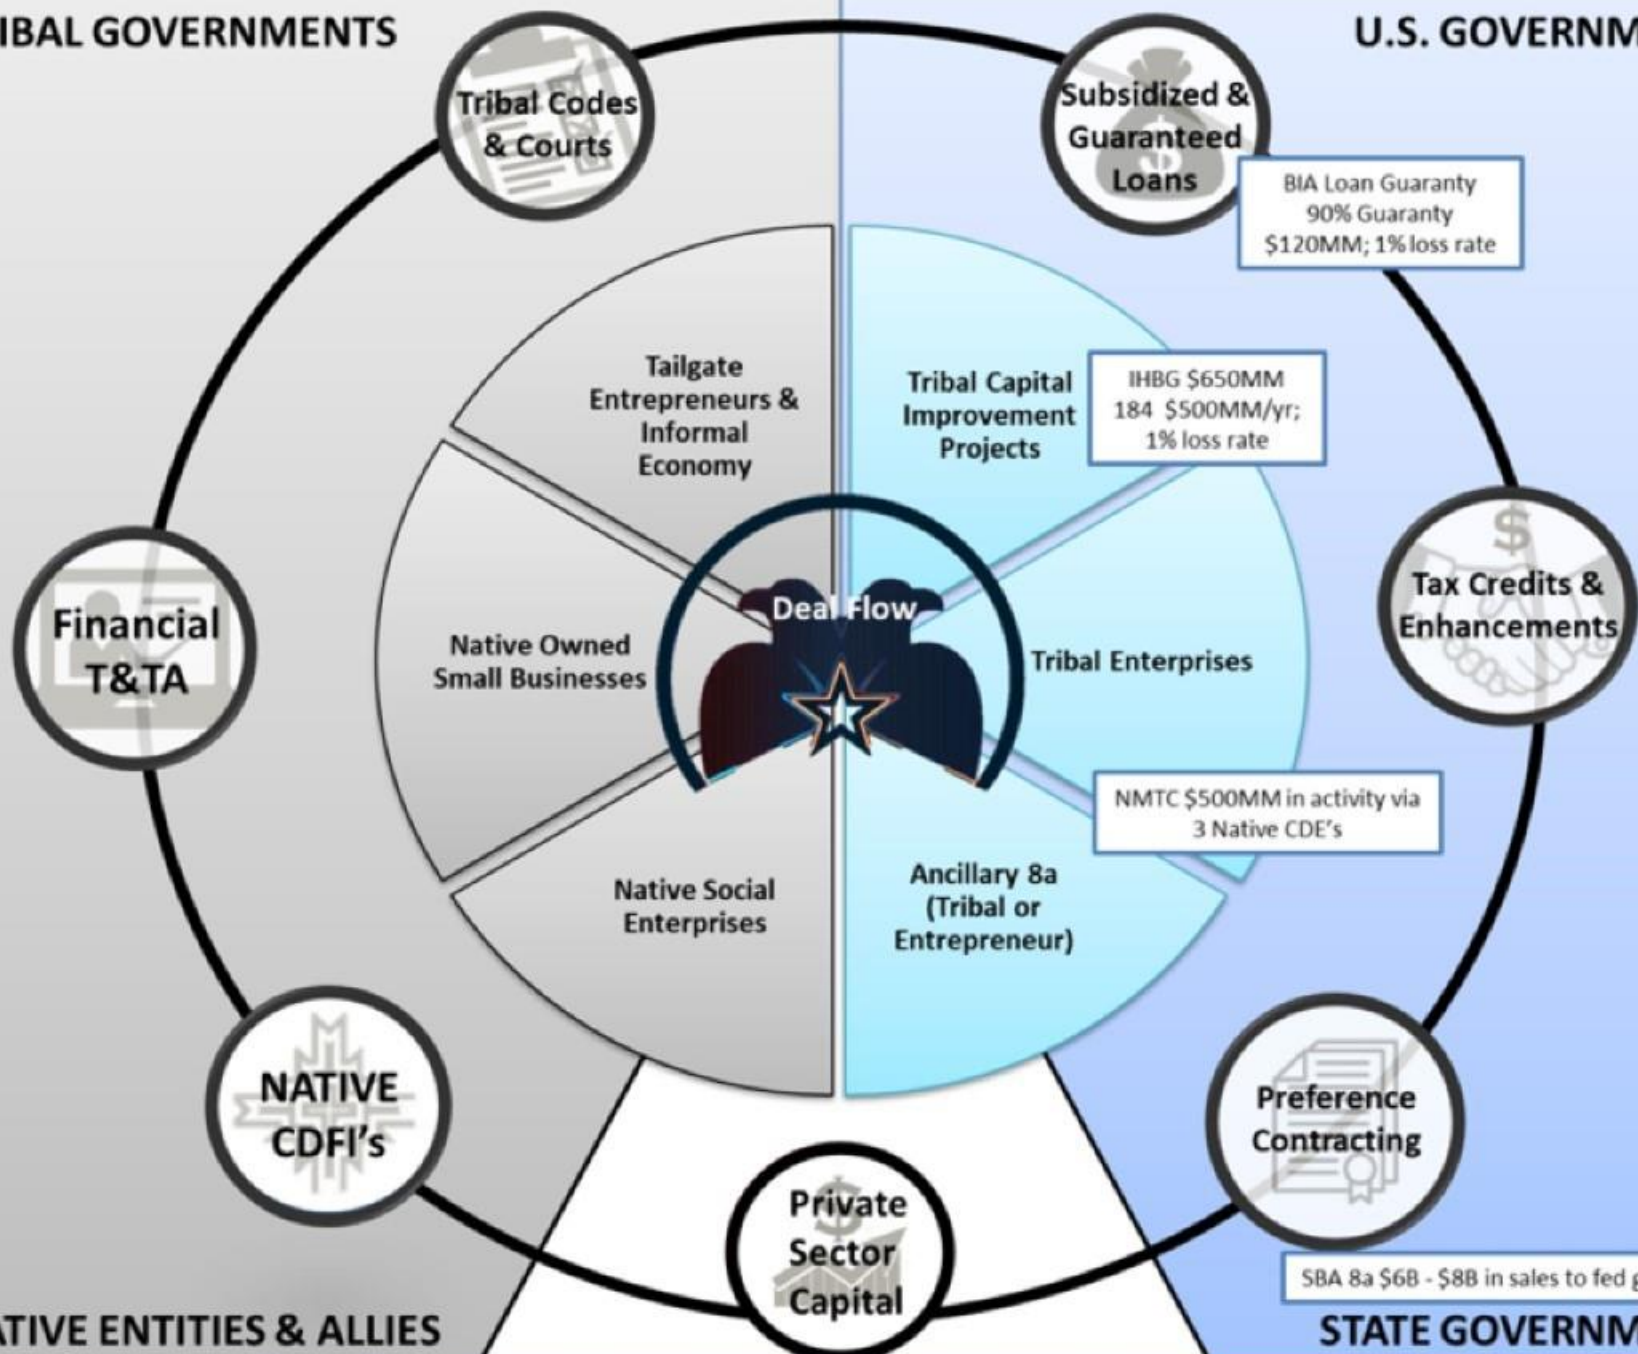 IBAL GOVERNMENTS
U.S. GOVERNM
Tribal Codes
& Courts
Subsidized &
Guaranteed
Loans
BIA Loan Guaranty
90% Guaranty
$120MM; 1% loss rate
Tailgate
Entrepreneurs &
Informal
Economy
Tribal Capital
Improvement
Projects
IHBG $650MM
184 $500MM/yr;
1% loss rate
Financial
T&TA
Native Owned
Small Businesses
Deal Flow
Tribal Enterprises
Tax Credits &
Enhancements
NMTC $500MM in activity via
3 Native CDE's
Native Social
Enterprises
Ancillary 8a
(Tribal or
Entrepreneur)
NATIVE
CDFI's
Private
Sector
Capital
Preference
Contracting
SBA 8a $6B - $8B in sales to fed g
ATIVE ENTITIES & ALLIES
STATE GOVERNM